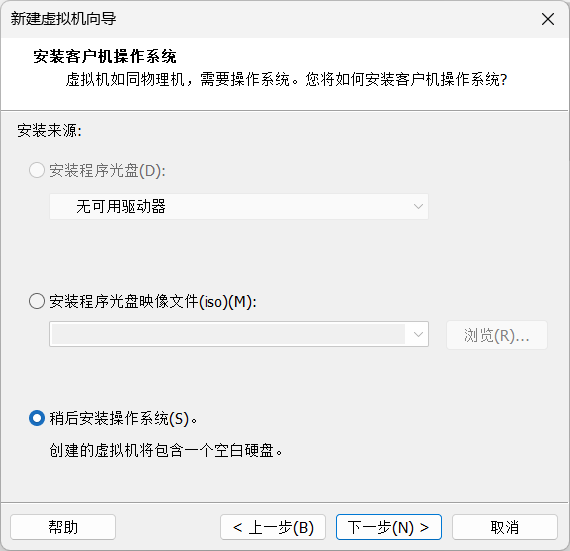 新建虚拟机向导
安装客户机操作系统
虚拟机如同物理机，需要操作系统。您将如何安装客户机操作系统?
安装来源:
安装程序光盘(D):
无可用驱动器
安装程序光盘映像文件(iso)(M):
浏览(R)...
稍后安装操作系统(S)。
创建的虚拟机将包含一个空白硬盘。
帮助
< 上一步(B)
下一步(N) >
取消